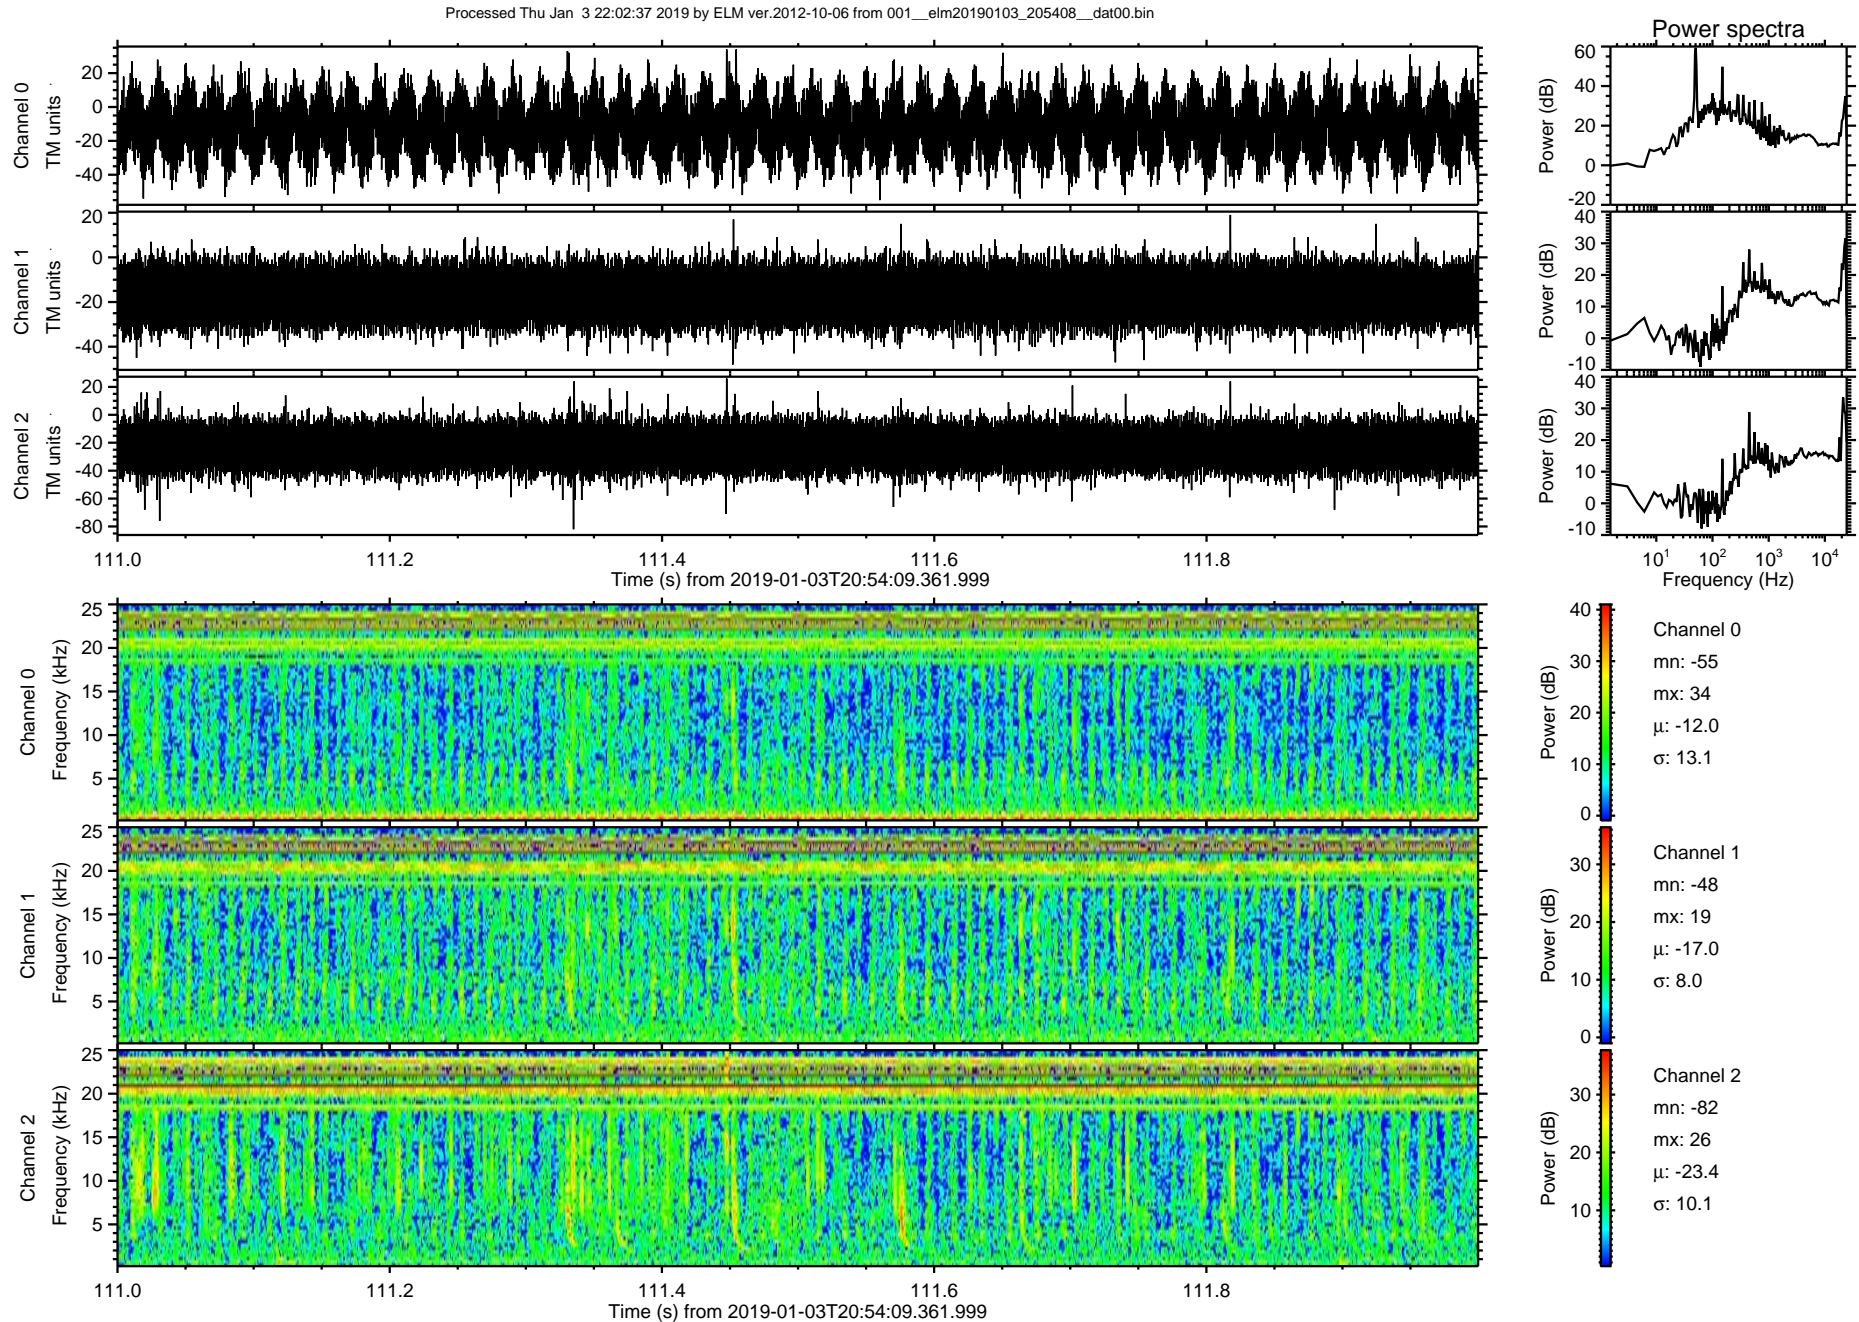 Processed Thu Jan  3 22:02:37 2019 by ELM ver.2012-10-06 from 001__elm20190103_205408__dat00.bin
Power spectra
Channel 0
TM units
20
0
-20
-40
Power (dB)
60
40
20
0
-20
Channel 1
TM units
20
0
-20
-40
Power (dB)
40
30
20
10
0
-10
Channel 2
TM units
20
0
-20
-40
-60
-80
Power (dB)
40
30
20
10
0
-10
111.0 111.2 111.4 111.6 111.8
Time (s) from 2019-01-03T20:54:09.361.999
10¹ 10² 10³ 10⁴
Frequency (Hz)
Channel 0
Frequency (kHz)
25
20
15
10
5
Power (dB)
40
30
20
10
0
Channel 0
mn: -55
mx: 34
μ: -12.0
σ: 13.1
Channel 1
Frequency (kHz)
25
20
15
10
5
Power (dB)
30
20
10
0
Channel 1
mn: -48
mx: 19
μ: -17.0
σ: 8.0
Channel 2
Frequency (kHz)
25
20
15
10
5
Power (dB)
30
20
10
Channel 2
mn: -82
mx: 26
μ: -23.4
σ: 10.1
111.0 111.2 111.4 111.6 111.8
Time (s) from 2019-01-03T20:54:09.361.999